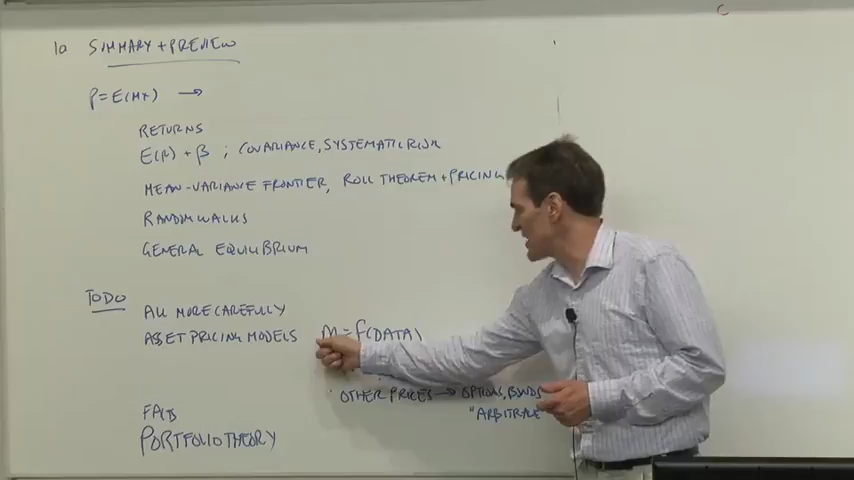 10 SUMMARY + PREVIEW
P=E(MX) →
RETURNS
E(R) + β ; COVARIANCE, SYSTEMATIC RISK
MEAN-VARIANCE FRONTIER, ROLL THEOREM + PRICING
RANDOM WALKS
GENERAL EQUILIBRIUM
TODO
ALL MORE CAREFULLY
ASSET PRICING MODELS M = f(DATA)
OTHER PRICES → OPTIONS, BONDS
"ARBITRAGE"
FACTS
PORTFOLIO THEORY